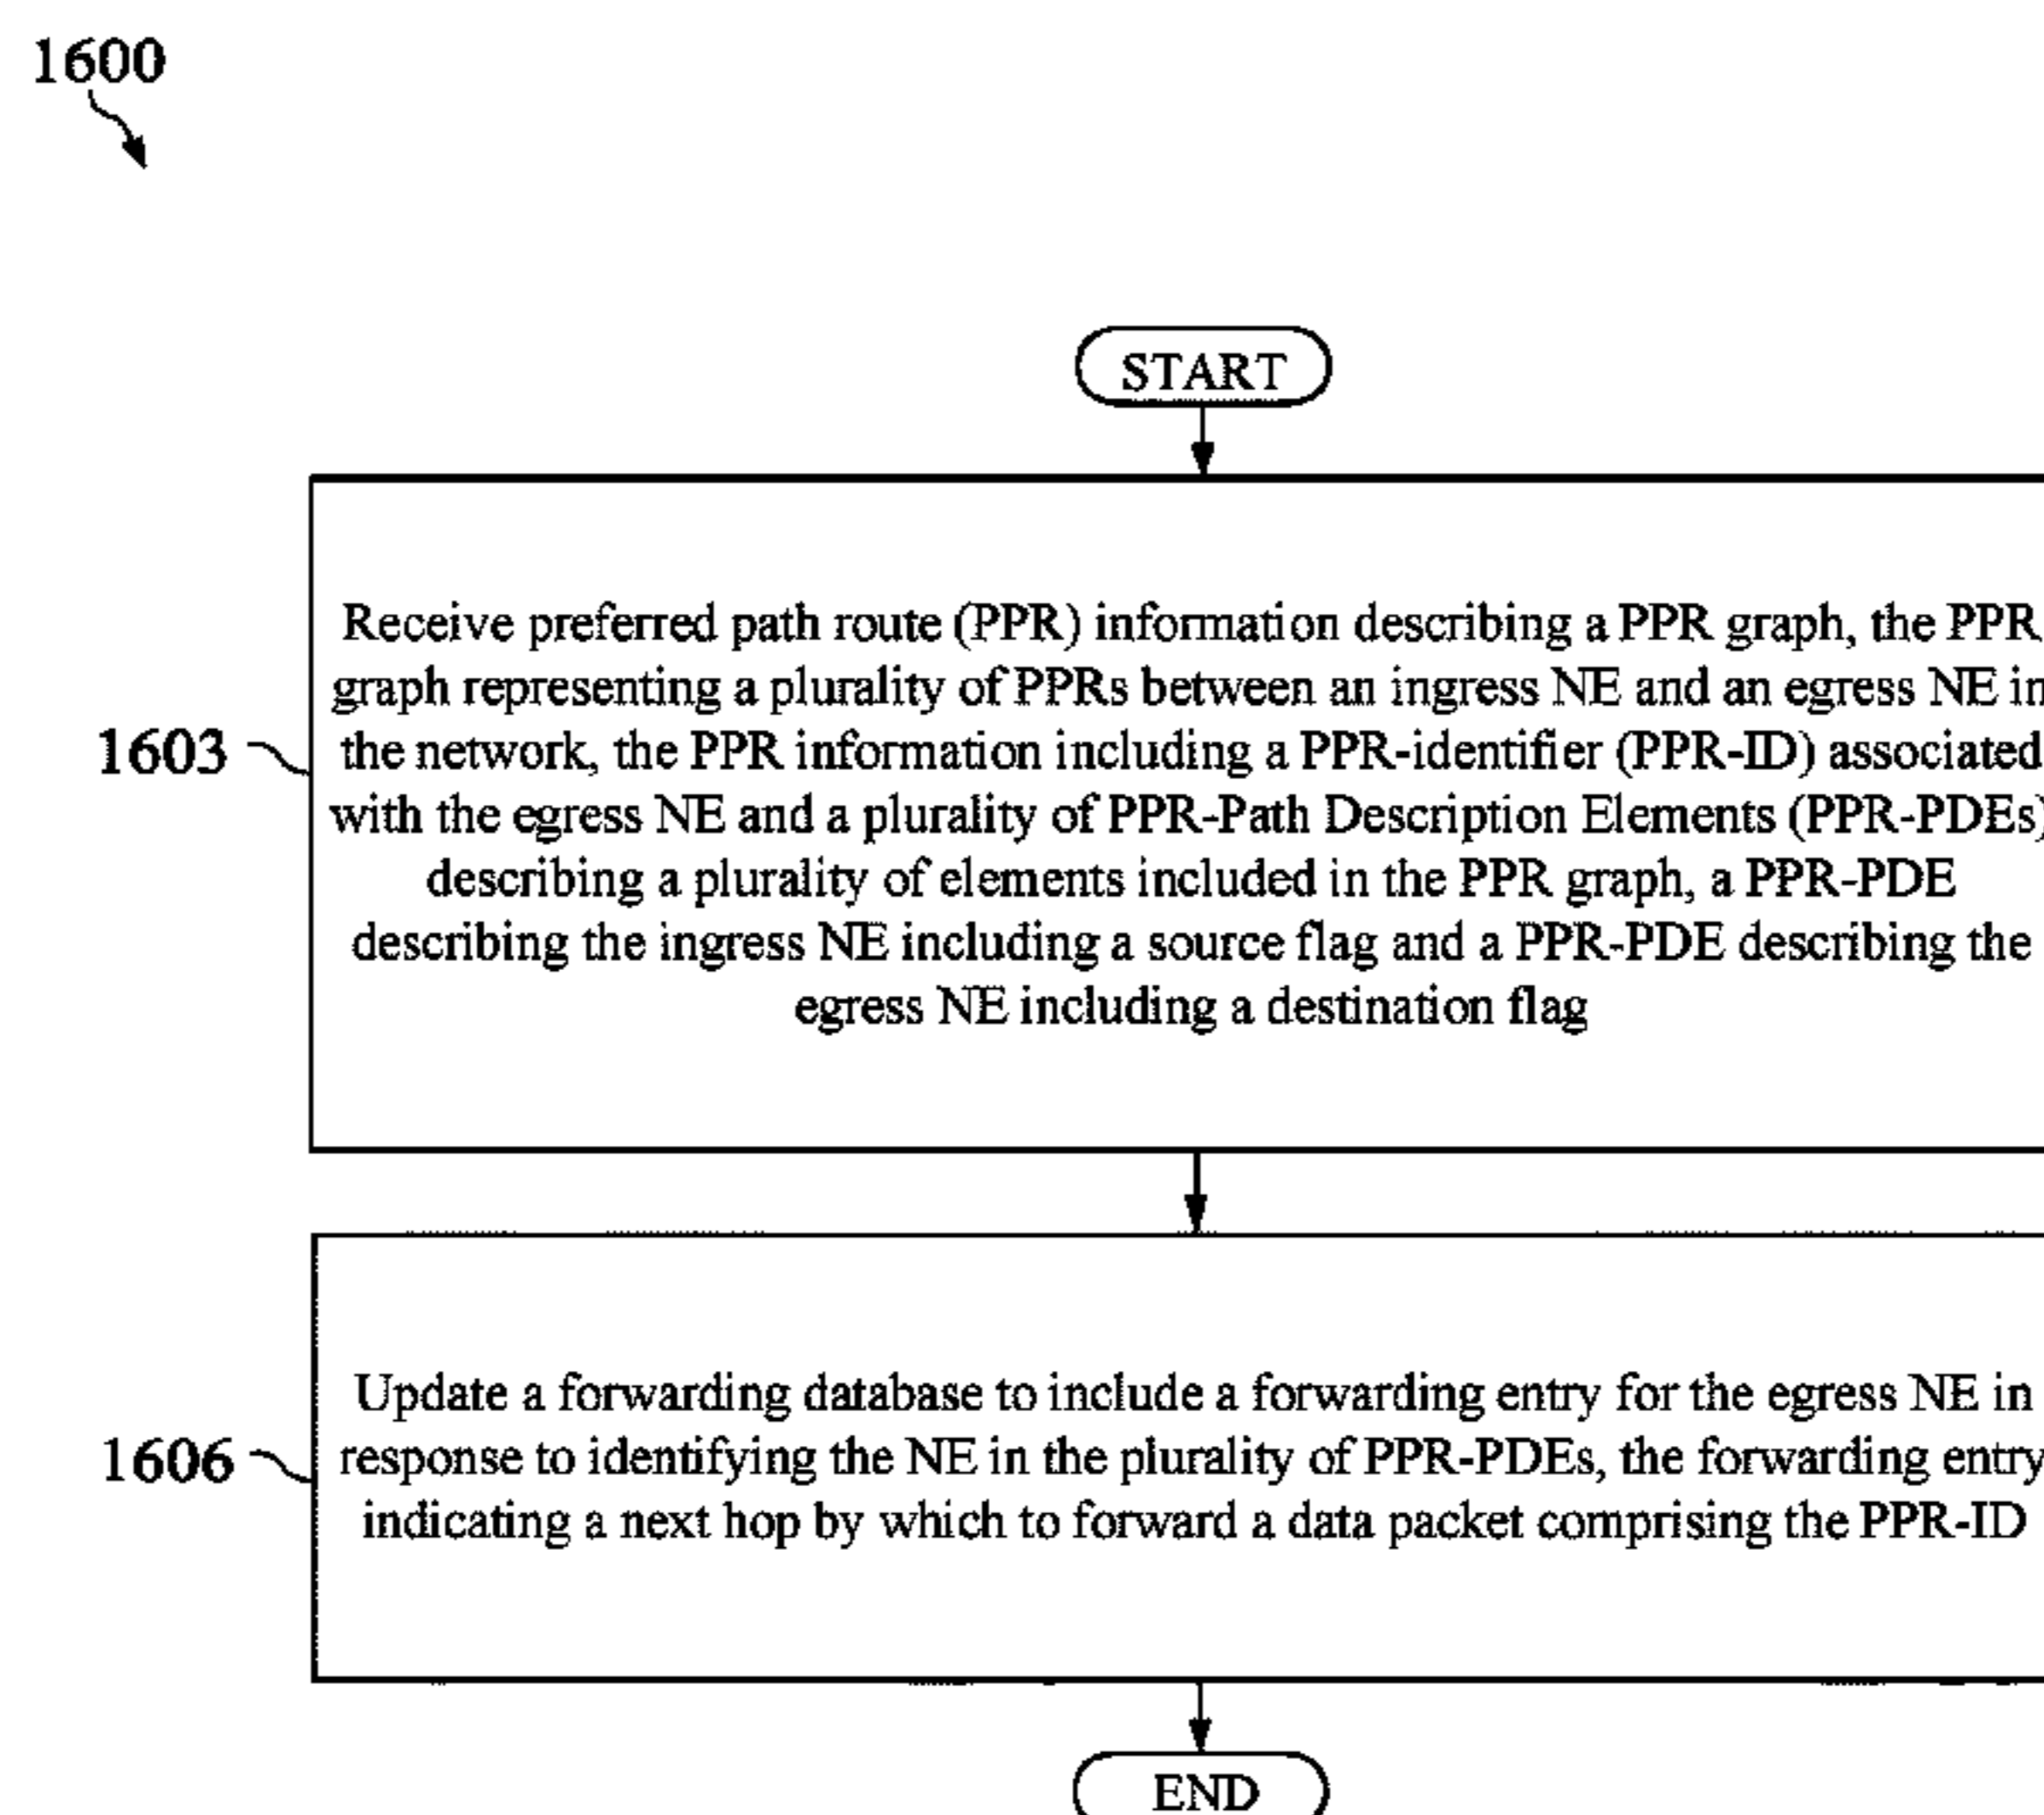 1600
START
Receive preferred path route (PPR) information describing a PPR graph, the PPR
graph representing a plurality of PPRs between an ingress NE and an egress NE in
1603
the network, the PPR information including a PPR-identifier (PPR-ID) associated
with the egress NE and a plurality of PPR-Path Description Elements (PPR-PDEs)
describing a plurality of elements included in the PPR graph, a PPR-PDE
describing the ingress NE including a source flag and a PPR-PDE describing the
egress NE including a destination flag
Update a forwarding database to include a forwarding entry for the egress NE in
1606
response to identifying the NE in the plurality of PPR-PDEs, the forwarding entry
indicating a next hop by which to forward a data packet comprising the PPR-ID
END